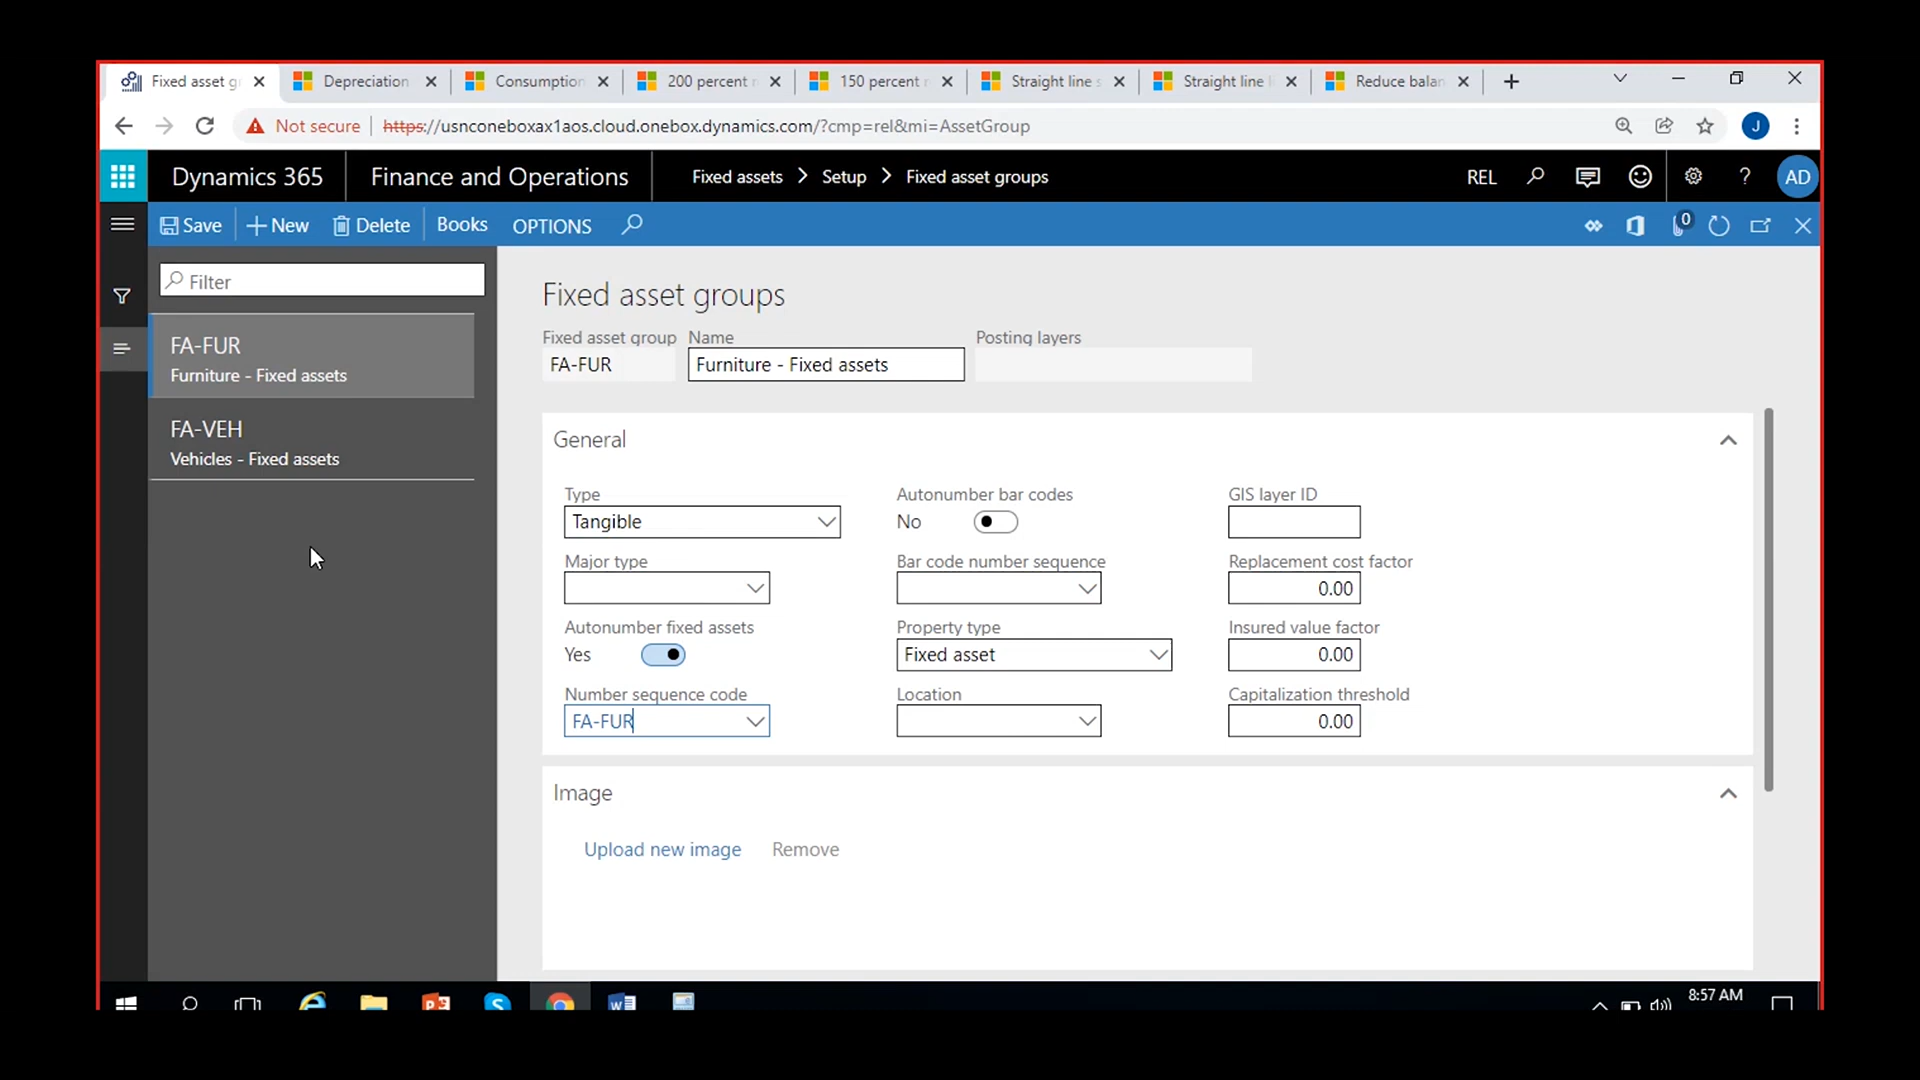 Fixed asset g
Depreciation
Consumption
200 percent
150 percent
Straight line s
Straight line
Reduce balan
Not secure https://usnconeboxax1aos.cloud.onebox.dynamics.com/?cmp=rel&mi=AssetGroup
J
Dynamics 365
Finance and Operations
Fixed assets > Setup > Fixed asset groups
REL
?
AD
Save
New
Delete
Books
OPTIONS
0
Filter
FA-FUR
Furniture - Fixed assets
FA-VEH
Vehicles - Fixed assets
Fixed asset groups
Fixed asset group Name Posting layers
FA-FUR Furniture - Fixed assets
General
Type Autonumber bar codes GIS layer ID
Tangible No
Major type Bar code number sequence Replacement cost factor
0.00
Autonumber fixed assets Property type Insured value factor
Yes Fixed asset 0.00
Number sequence code Location Capitalization threshold
FA-FUR 0.00
Image
Upload new image Remove
8:57 AM